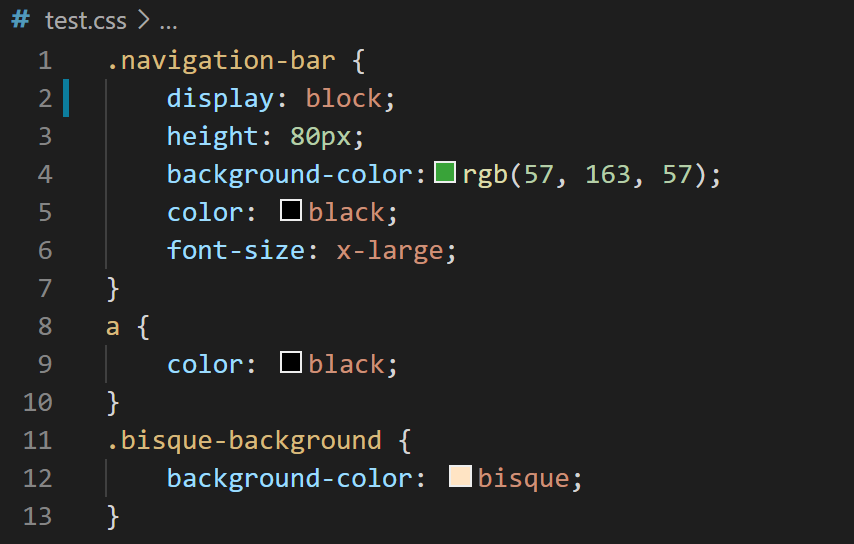 # test.css > ...
1 .navigation-bar {
2     display: block;
3     height: 80px;
4     background-color: rgb(57, 163, 57);
5     color: black;
6     font-size: x-large;
7 }
8 a {
9     color: black;
10 }
11 .bisque-background {
12     background-color: bisque;
13 }